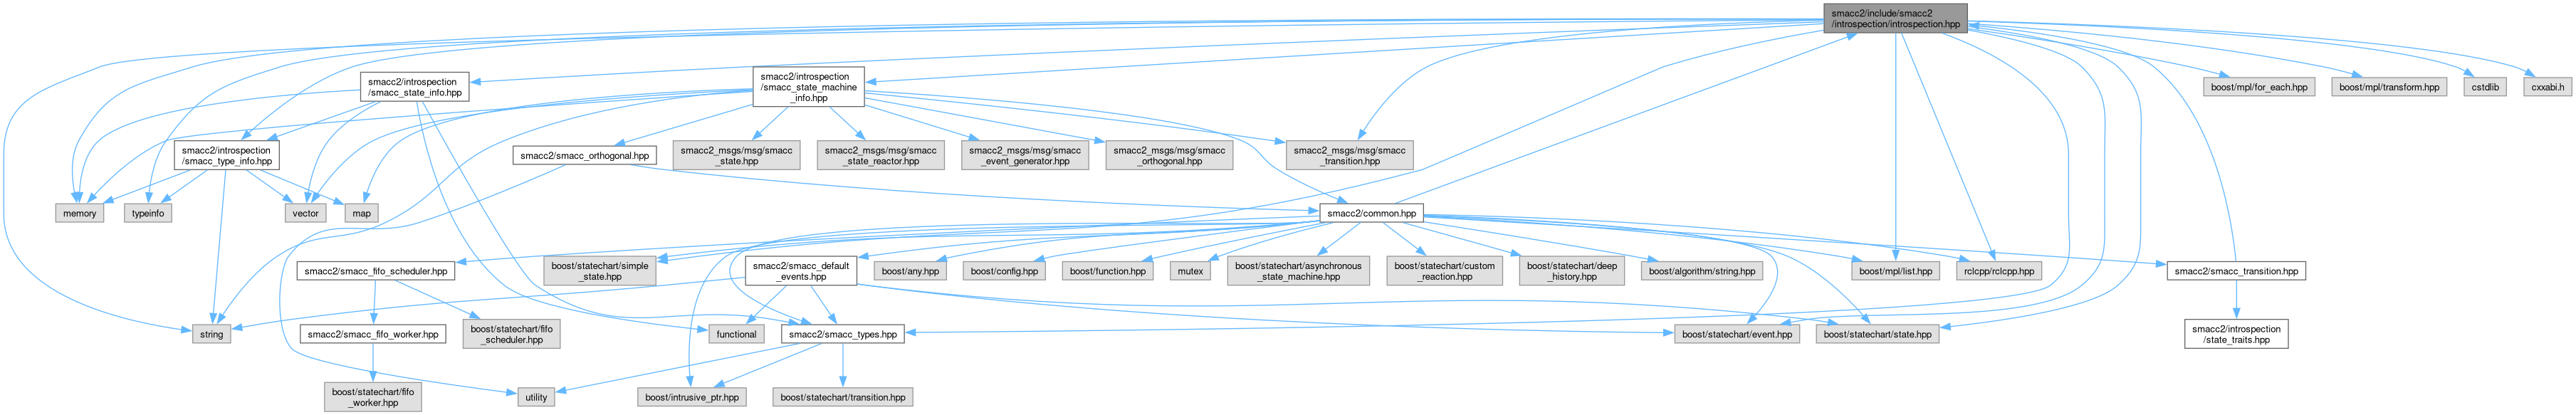 smacc2/include/smacc2
/introspection/introspection.hpp
smacc2/introspection
/smacc_state_info.hpp
smacc2/introspection
/smacc_state_machine
_info.hpp
boost/mpl/for_each.hpp
boost/mpl/transform.hpp
cstdlib
cxxabi.h
smacc2/introspection
/smacc_type_info.hpp
smacc2/smacc_orthogonal.hpp
smacc2_msgs/msg/smacc
_state.hpp
smacc2_msgs/msg/smacc
_state_reactor.hpp
smacc2_msgs/msg/smacc
_event_generator.hpp
smacc2_msgs/msg/smacc
_orthogonal.hpp
smacc2_msgs/msg/smacc
_transition.hpp
memory
typeinfo
vector
map
smacc2/common.hpp
smacc2/smacc_fifo_scheduler.hpp
boost/statechart/simple
_state.hpp
smacc2/smacc_default
_events.hpp
boost/any.hpp
boost/config.hpp
boost/function.hpp
mutex
boost/statechart/asynchronous
_state_machine.hpp
boost/statechart/custom
_reaction.hpp
boost/statechart/deep
_history.hpp
boost/algorithm/string.hpp
boost/mpl/list.hpp
rclcpp/rclcpp.hpp
smacc2/smacc_transition.hpp
string
smacc2/smacc_fifo_worker.hpp
boost/statechart/fifo
_scheduler.hpp
functional
smacc2/smacc_types.hpp
boost/statechart/event.hpp
boost/statechart/state.hpp
smacc2/introspection
/state_traits.hpp
boost/statechart/fifo
_worker.hpp
utility
boost/intrusive_ptr.hpp
boost/statechart/transition.hpp